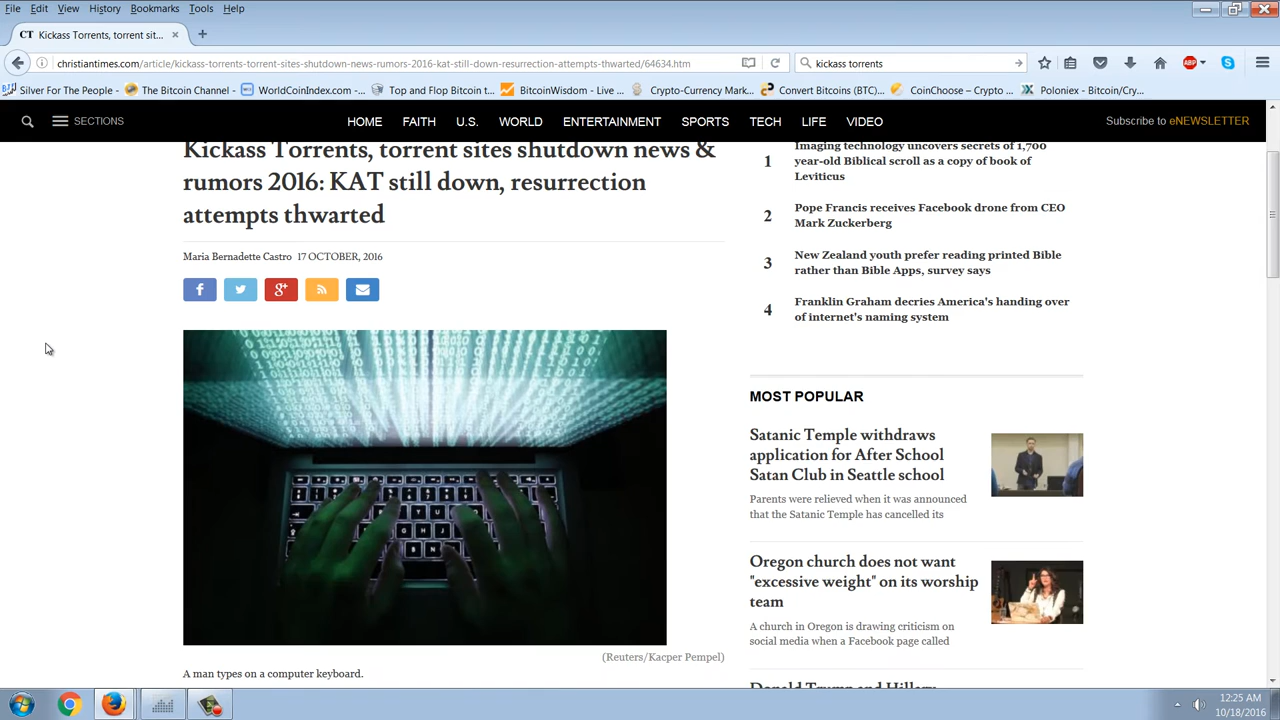 File Edit View History Bookmarks Tools Help
CT Kickass Torrents, torrent sit...
christiantimes.com/article/kickass-torrents-torrent-sites-shutdown-news-rumors-2016-kat-still-down-resurrection-attempts-thwarted/64634.htm
kickass torrents
ABP
Silver For The People - The Bitcoin Channel - WorldCoinIndex.com -... Top and Flop Bitcoin t... BitcoinWisdom - Live ... Crypto-Currency Mark... Convert Bitcoins (BTC)... CoinChoose – Crypto ... Poloniex - Bitcoin/Cry...
SECTIONS HOME FAITH U.S. WORLD ENTERTAINMENT SPORTS TECH LIFE VIDEO Subscribe to eNEWSLETTER
Kickass Torrents, torrent sites shutdown news &
rumors 2016: KAT still down, resurrection
attempts thwarted
Maria Bernadette Castro 17 OCTOBER, 2016
(Reuters/Kacper Pempel)
A man types on a computer keyboard.
1 Imaging technology uncovers secrets of 1,700
year-old Biblical scroll as a copy of book of
Leviticus
2 Pope Francis receives Facebook drone from CEO
Mark Zuckerberg
3 New Zealand youth prefer reading printed Bible
rather than Bible Apps, survey says
4 Franklin Graham decries America's handing over
of internet's naming system
MOST POPULAR
Satanic Temple withdraws
application for After School
Satan Club in Seattle school
Parents were relieved when it was announced
that the Satanic Temple has cancelled its
Oregon church does not want
"excessive weight" on its worship
team
A church in Oregon is drawing criticism on
social media when a Facebook page called
Donald Trump and Hillary
12:25 AM
10/18/2016